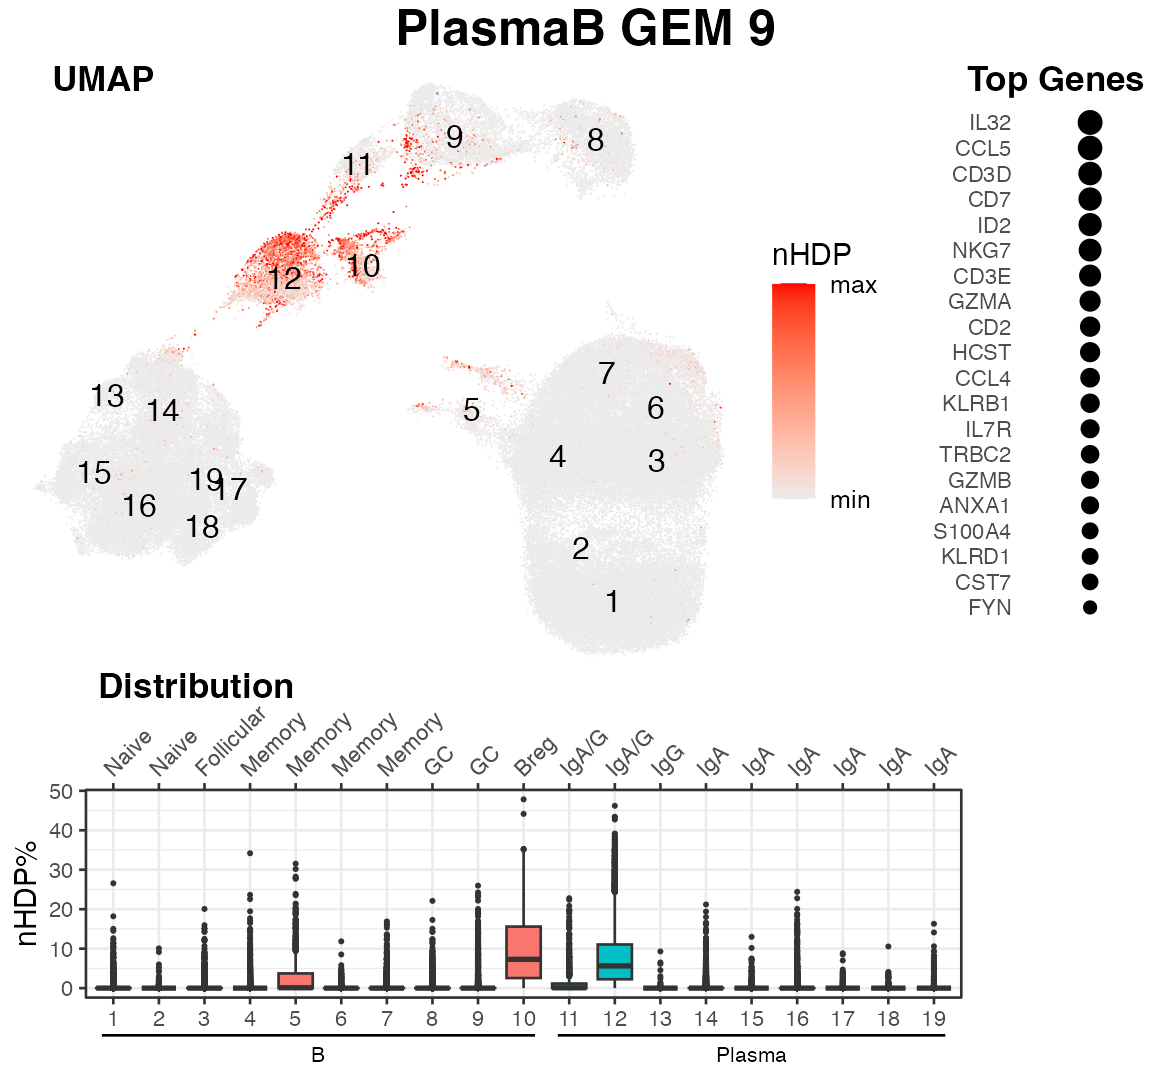 PlasmaB GEM 9
UMAP
Top Genes
9
8
11
12
10
nHDP
max
min
7
6
5
4
3
2
1
13
14
15
19
17
16
18
IL32
CCL5
CD3D
CD7
ID2
NKG7
CD3E
GZMA
CD2
HCST
CCL4
KLRB1
IL7R
TRBC2
GZMB
ANXA1
S100A4
KLRD1
CST7
FYN
Distribution
Naive
Naive
Follicular
Memory
Memory
Memory
Memory
GC
GC
Breg
IgA/G
IgA/G
IgG
IgA
IgA
IgA
IgA
IgA
IgA
nHDP%
50
40
30
20
10
0
1 2 3 4 5 6 7 8 9 10 11 12 13 14 15 16 17 18 19
B Plasma